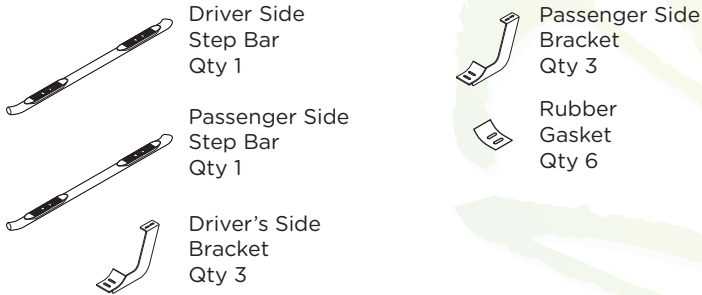 Driver Side
Step Bar
Qty 1
Passenger Side
Step Bar
Qty 1
Driver's Side
Bracket
Qty 3
Passenger Side
Bracket
Qty 3
Rubber
Gasket
Qty 6